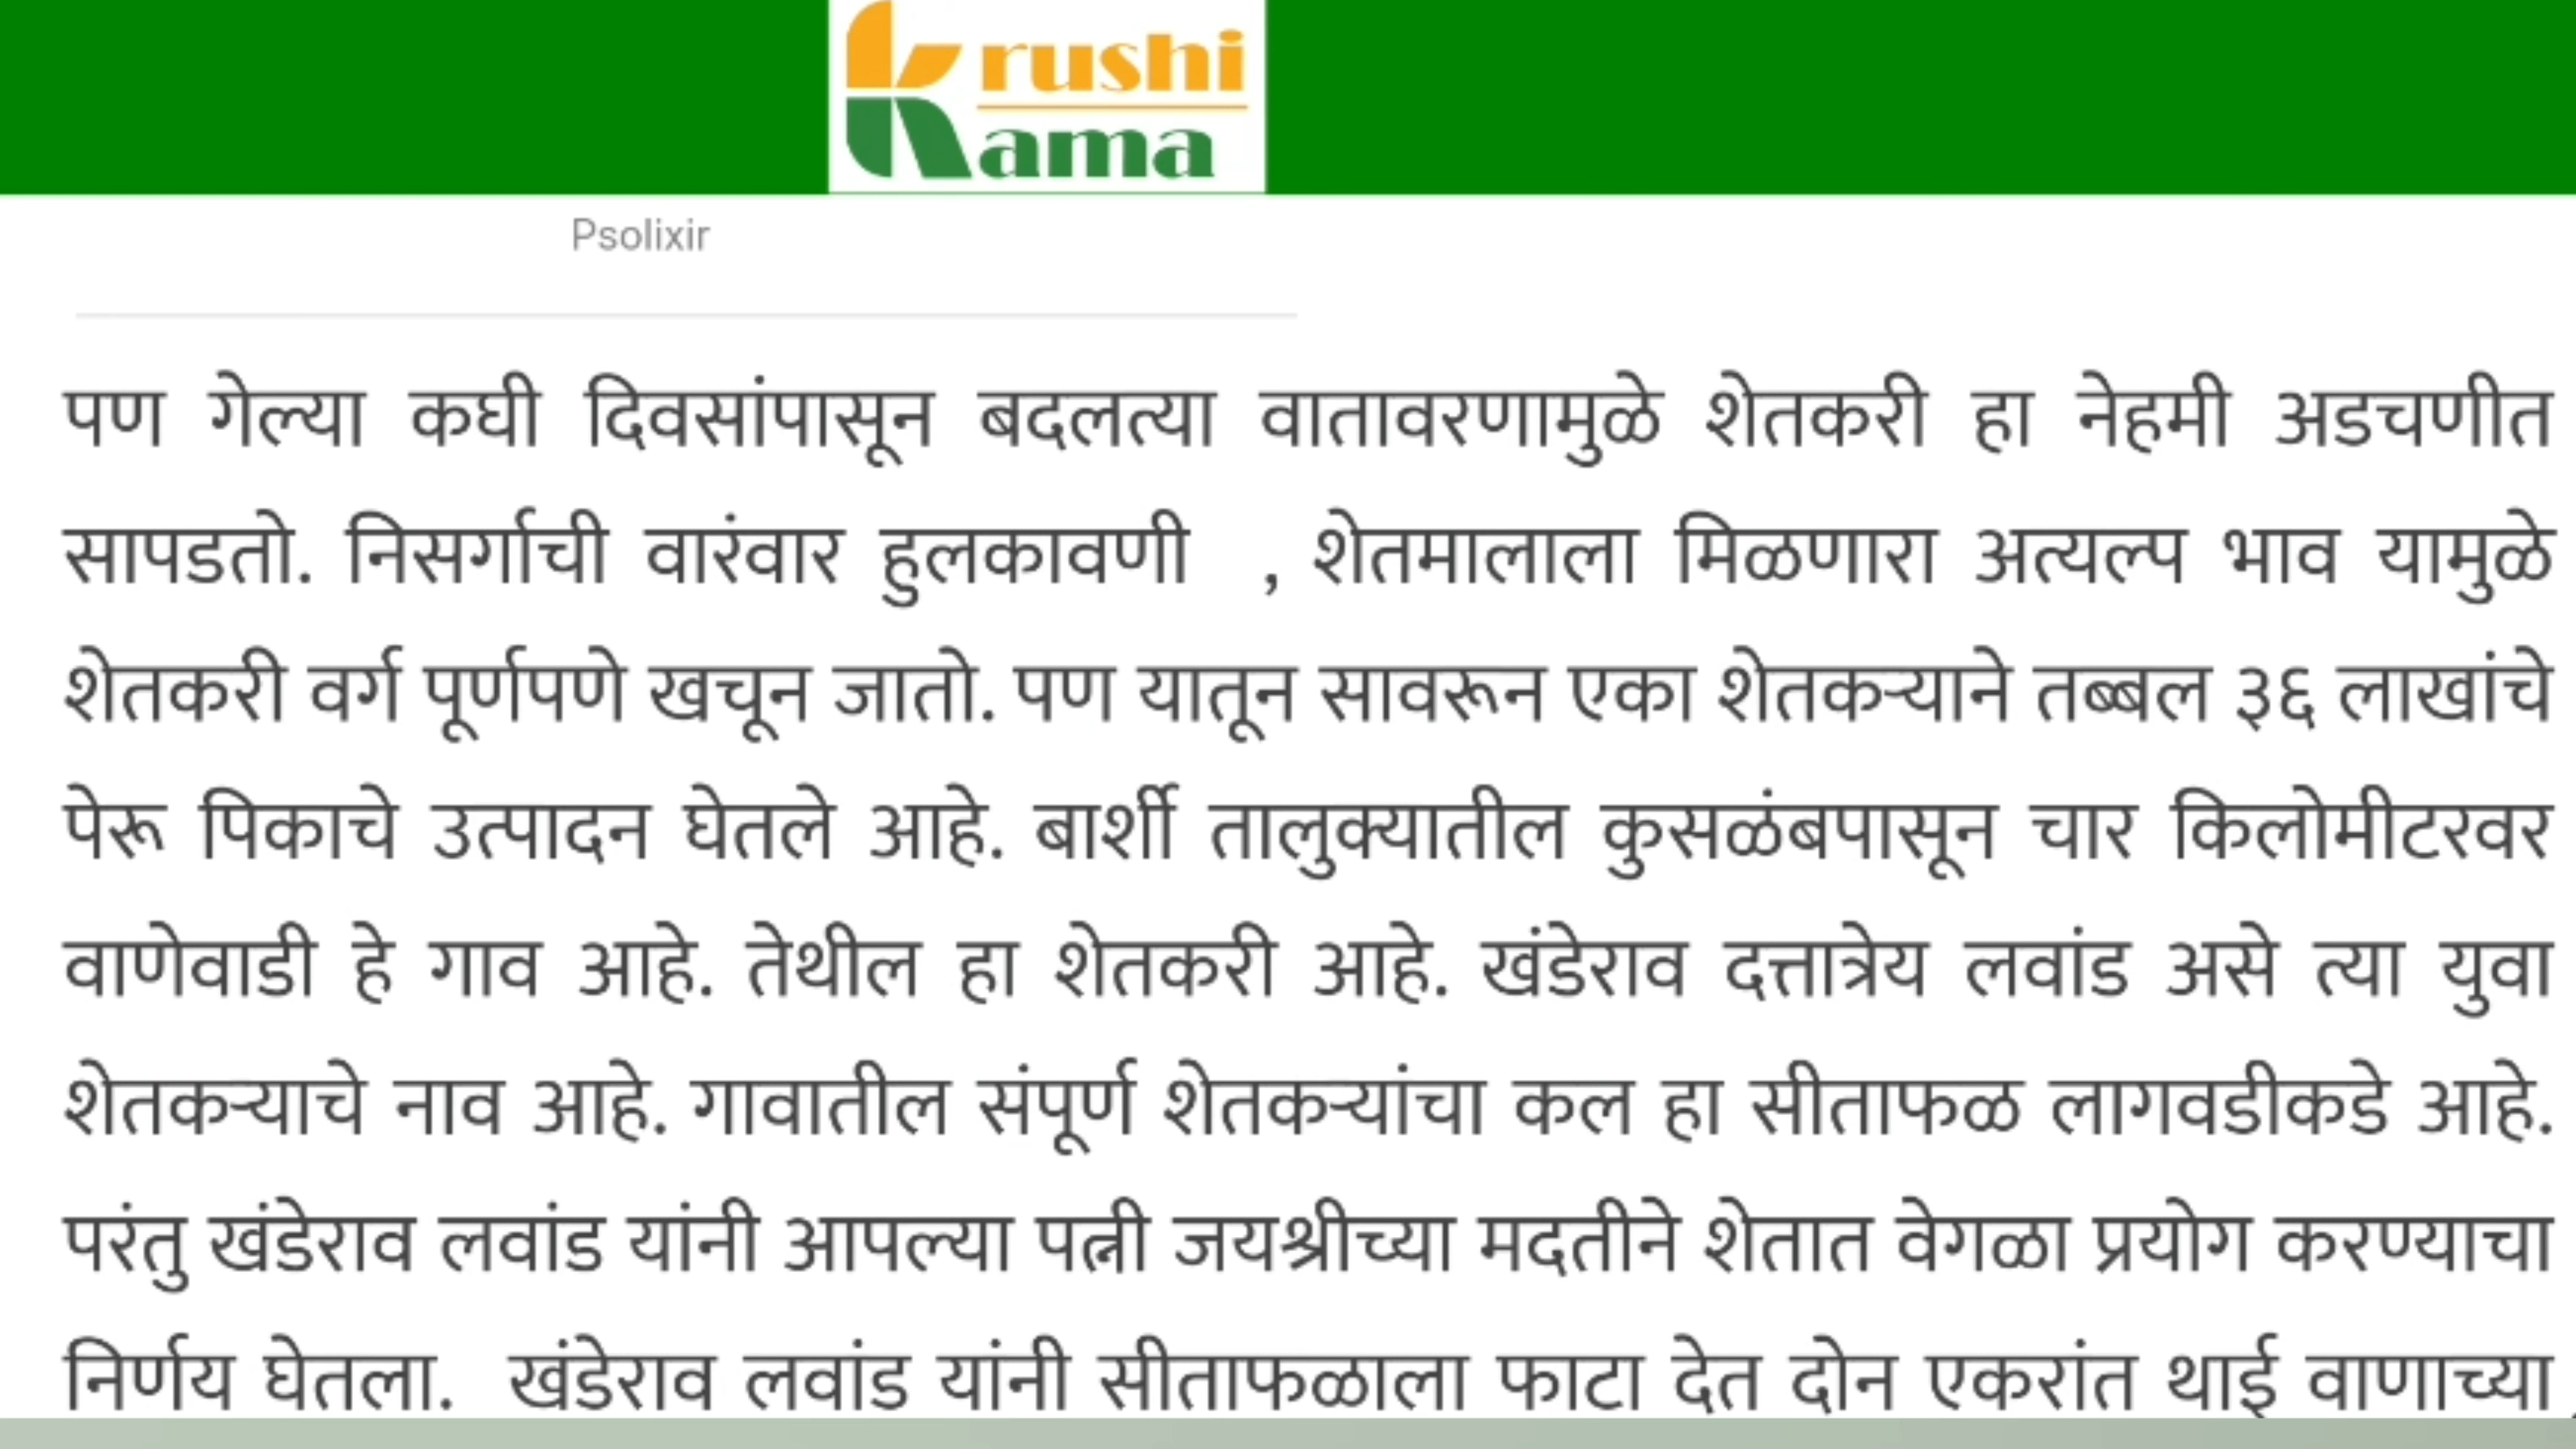 Krushi
Kama
Psolixir
पण गेल्या कघी दिवसांपासून बदलत्या वातावरणामुळे शेतकरी हा नेहमी अडचणीत
सापडतो. निसर्गाची वारंवार हुलकावणी , शेतमालाला मिळणारा अत्यल्प भाव यामुळे
शेतकरी वर्ग पूर्णपणे खचून जातो. पण यातून सावरून एका शेतकऱ्याने तब्बल ३६ लाखांचे
पेरू पिकाचे उत्पादन घेतले आहे. बार्शी तालुक्यातील कुसळंबपासून चार किलोमीटरवर
वाणेवाडी हे गाव आहे. तेथील हा शेतकरी आहे. खंडेराव दत्तात्रेय लवांड असे त्या युवा
शेतकऱ्याचे नाव आहे. गावातील संपूर्ण शेतकऱ्यांचा कल हा सीताफळ लागवडीकडे आहे.
परंतु खंडेराव लवांड यांनी आपल्या पत्नी जयश्रीच्या मदतीने शेतात वेगळा प्रयोग करण्याचा
निर्णय घेतला. खंडेराव लवांड यांनी सीताफळाला फाटा देत दोन एकरांत थाई वाणाच्या